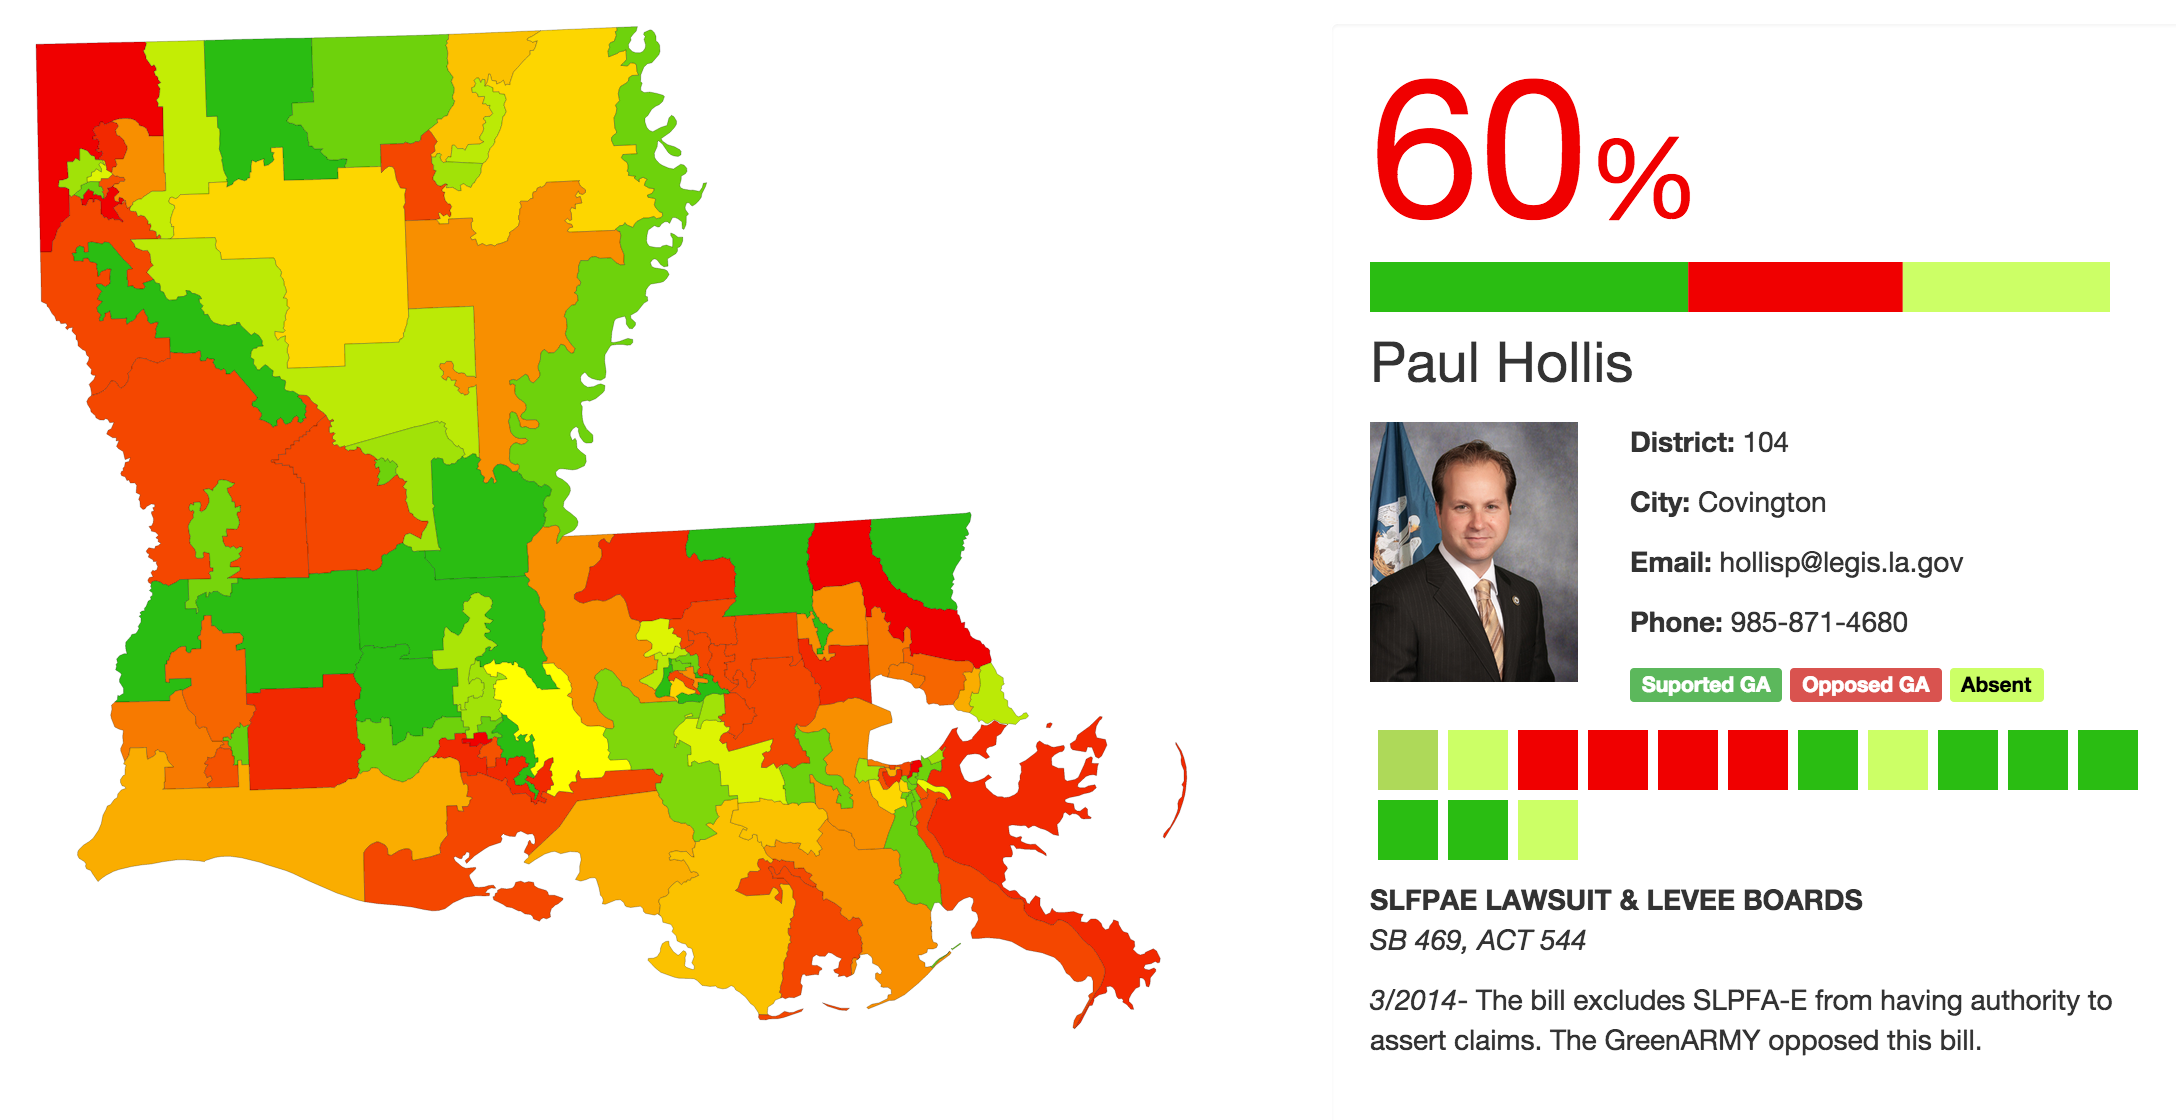 60%
Paul Hollis
District: 104
City: Covington
Email: hollisp@legis.la.gov
Phone: 985-871-4680
Suported GA Opposed GA Absent
SLFPAE LAWSUIT & LEVEE BOARDS
SB 469, ACT 544
3/2014- The bill excludes SLPFA-E from having authority to
assert claims. The GreenARMY opposed this bill.